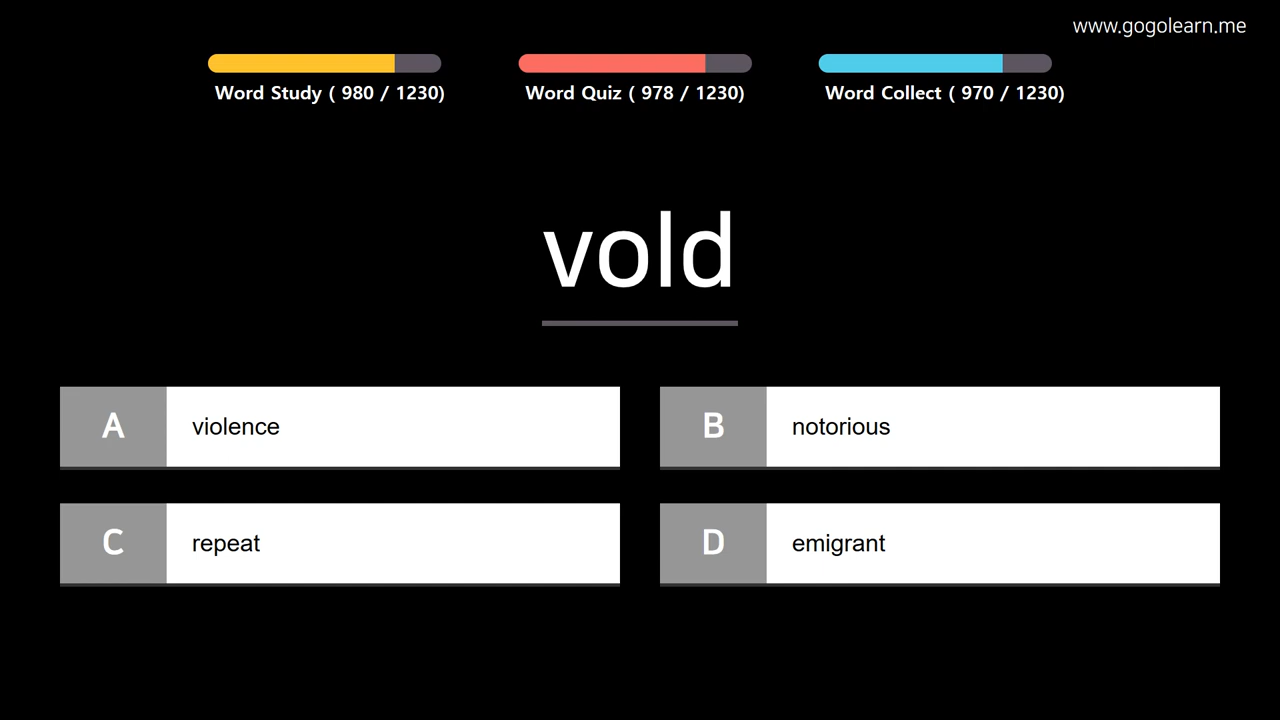 www.gogolearn.me
Word Study ( 980 / 1230)
Word Quiz ( 978 / 1230)
Word Collect ( 970 / 1230)
vold
A violence
B notorious
C repeat
D emigrant